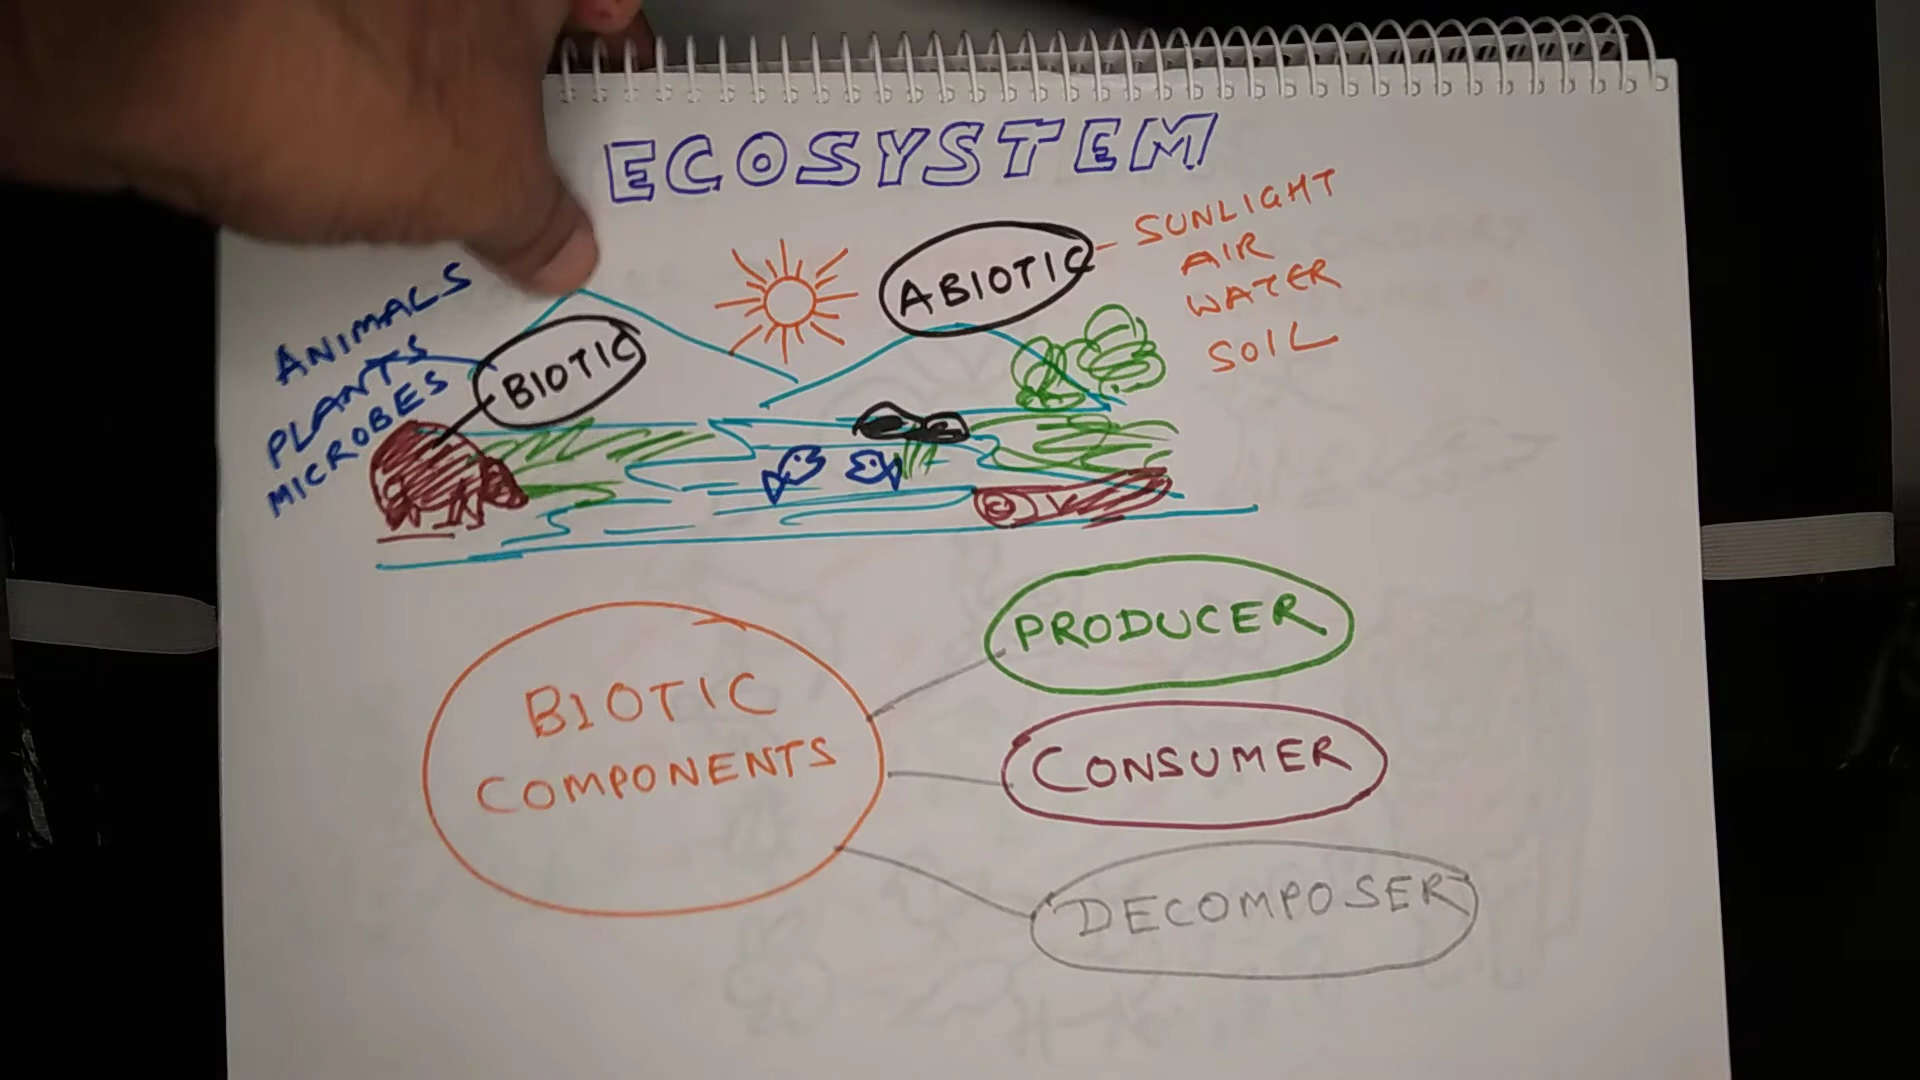 ECOSYSTEM
ABIOTIC
SUNLIGHT
AIR
WATER
SOIL
BIOTIC
ANIMALS
PLANTS
MICROBES
BIOTIC
COMPONENTS
PRODUCER
CONSUMER
DECOMPOSER